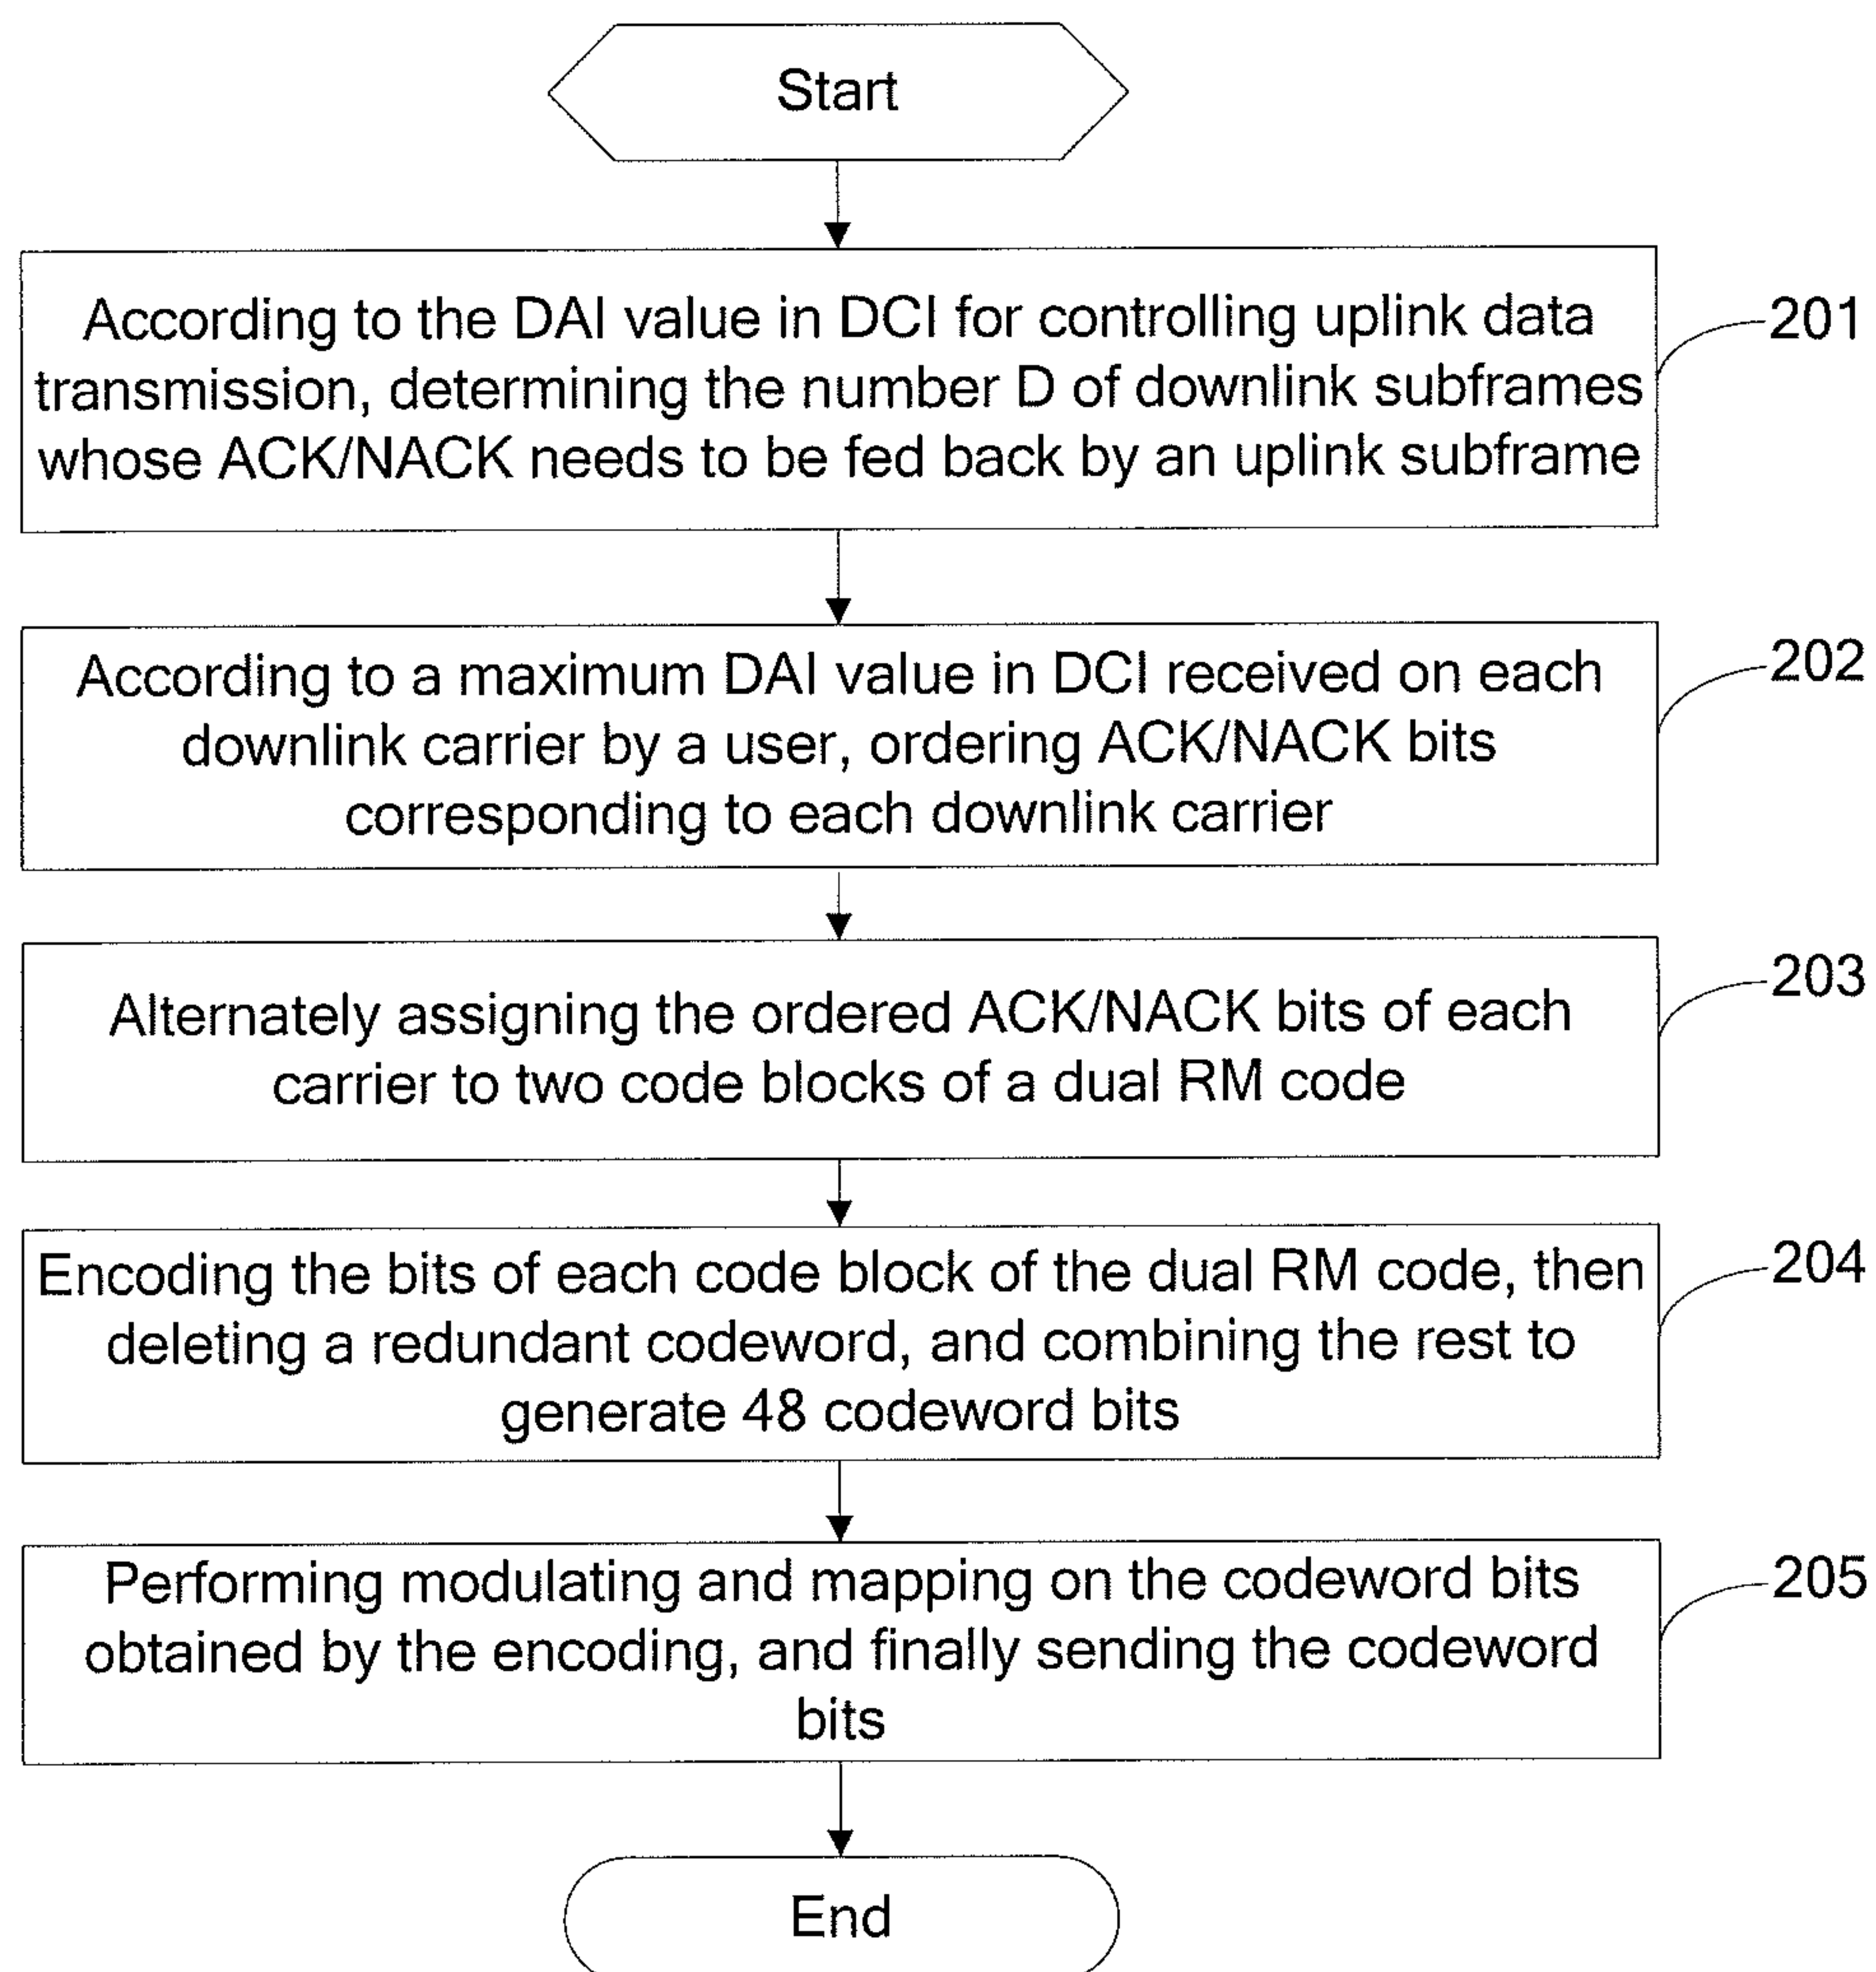 Start
According to the DAI value in DCI for controlling uplink data
transmission, determining the number D of downlink subframes
whose ACK/NACK needs to be fed back by an uplink subframe
201
According to a maximum DAI value in DCI received on each
downlink carrier by a user, ordering ACK/NACK bits
corresponding to each downlink carrier
202
Alternately assigning the ordered ACK/NACK bits of each
carrier to two code blocks of a dual RM code
203
Encoding the bits of each code block of the dual RM code, then
deleting a redundant codeword, and combining the rest to
generate 48 codeword bits
204
Performing modulating and mapping on the codeword bits
obtained by the encoding, and finally sending the codeword
bits
205
End